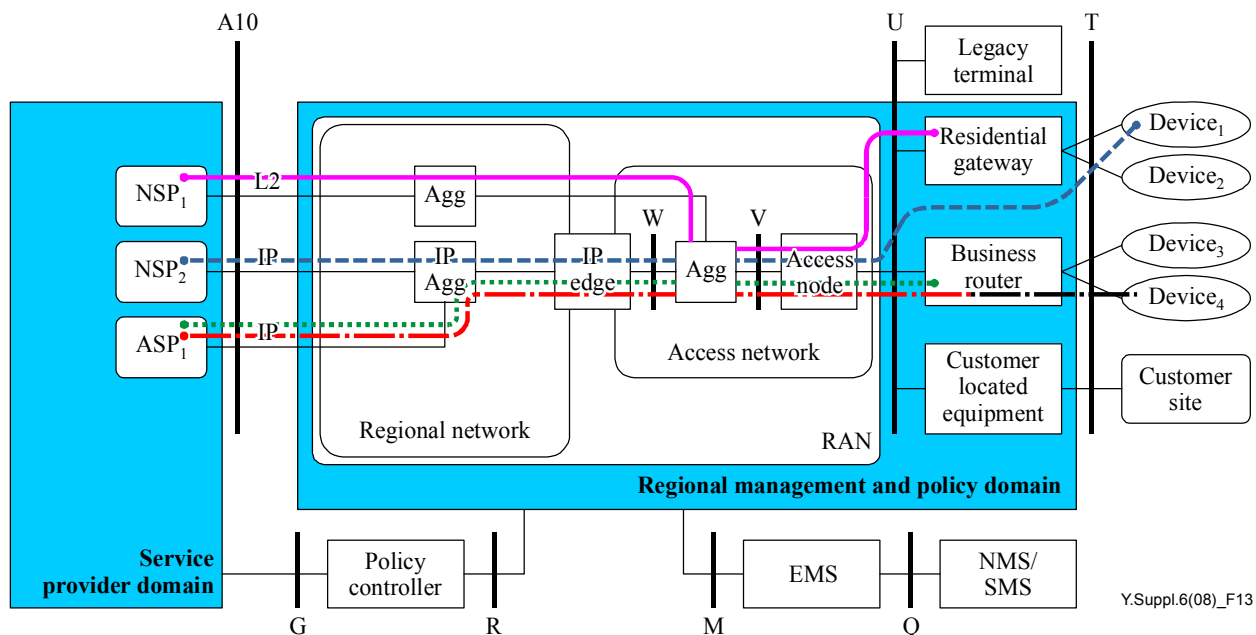 A10
U
T
Legacy
terminal
Residential
gateway
Device1
Device2
NSP1
L2
Agg
W
V
NSP2
IP
IP
Agg
IP
edge
Agg
Access
node
Business
router
Device3
Device4
ASP1
IP
Access network
Customer
located
equipment
Customer
site
Regional network
RAN
Regional management and policy domain
Service
provider domain
Policy
controller
EMS
NMS/
SMS
G
R
M
Q
Y.Suppl.6(08)_F13